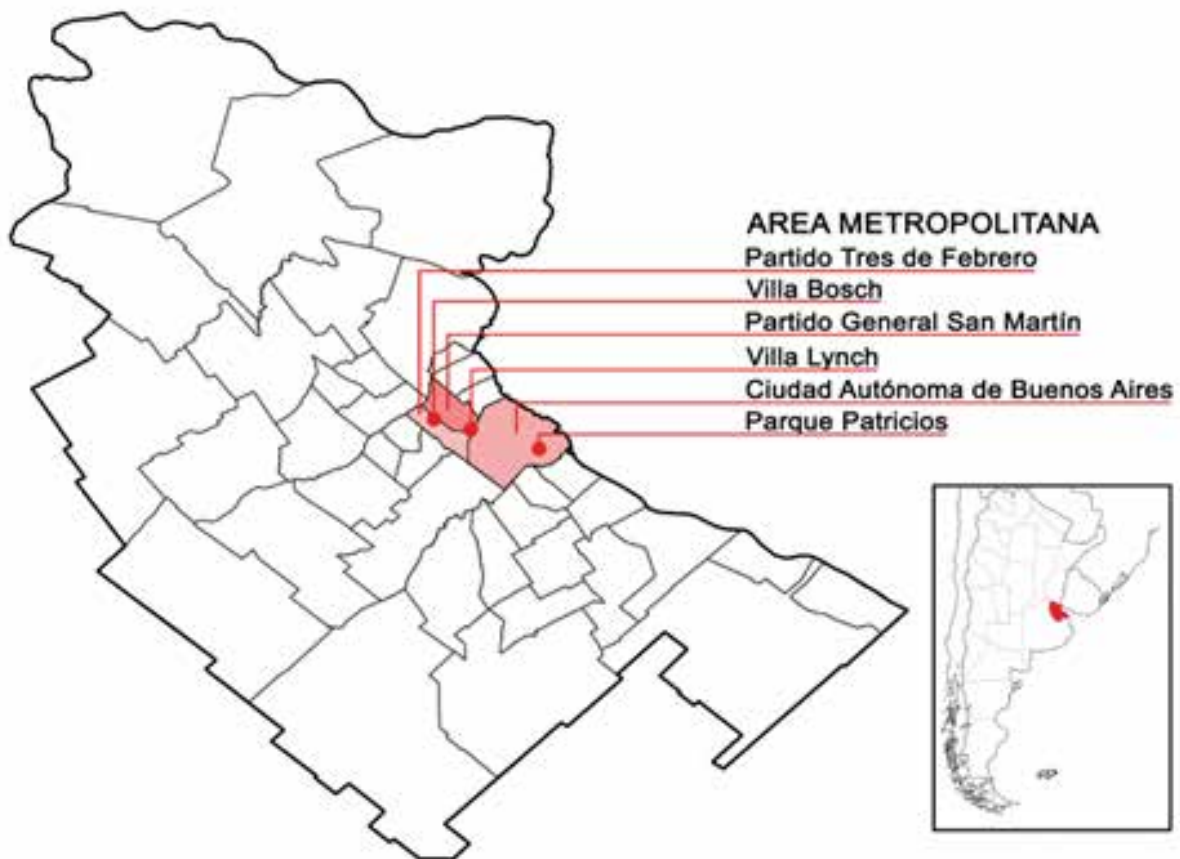 AREA METROPOLITANA
Partido Tres de Febrero
Villa Bosch
Partido General San Martín
Villa Lynch
Ciudad Autónoma de Buenos Aires
Parque Patricios